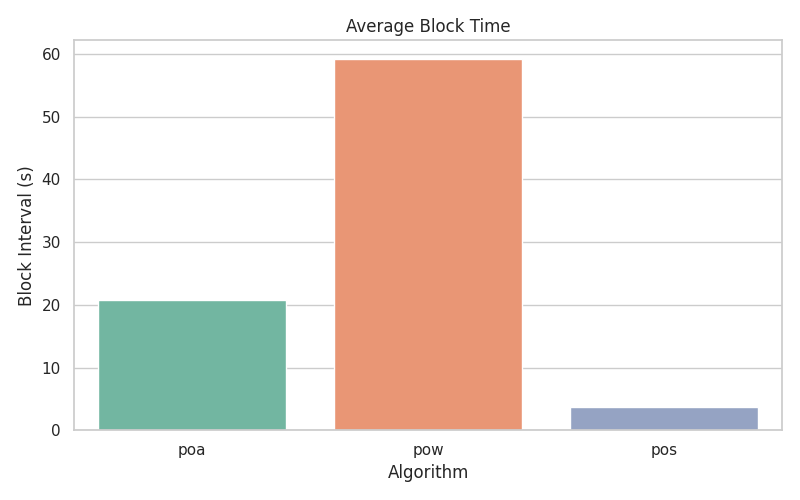 Average Block Time
Block Interval (s)
60
50
40
30
20
10
0
poa
pow
pos
Algorithm